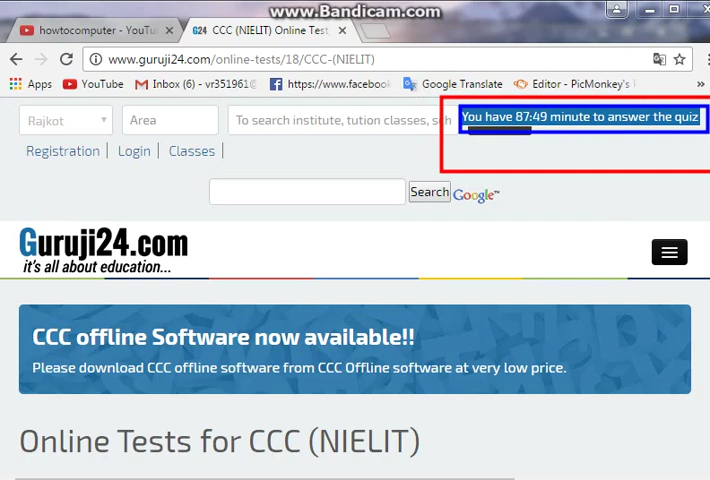 www.Bandicam.com
howtocomputer - YouTu
G24 CCC (NIELIT) Online Test
www.guruji24.com/online-tests/18/CCC-(NIELIT)
Apps YouTube Inbox (6) - vr351961@ https://www.facebook Google Translate Editor - PicMonkey's »
Rajkot Area To search institute, tution classes, sch You have 87:49 minute to answer the quiz
Registration | Login | Classes |
Search Google™
Guruji24.com
it's all about education...
CCC offline Software now available!!
Please download CCC offline software from CCC Offline software at very low price.
Online Tests for CCC (NIELIT)